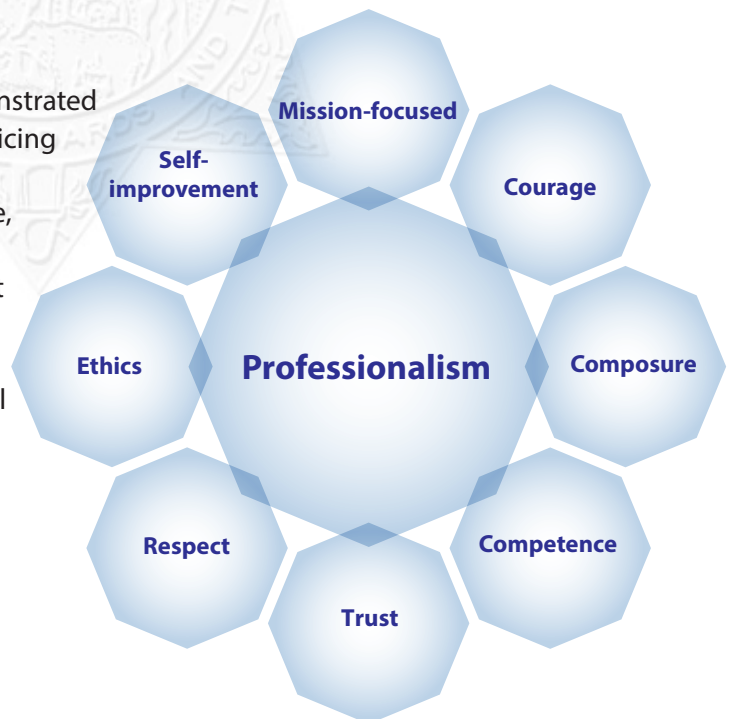 Mission-focused
Courage
Composure
Competence
Trust
Respect
Ethics
Self-
improvement
Professionalism